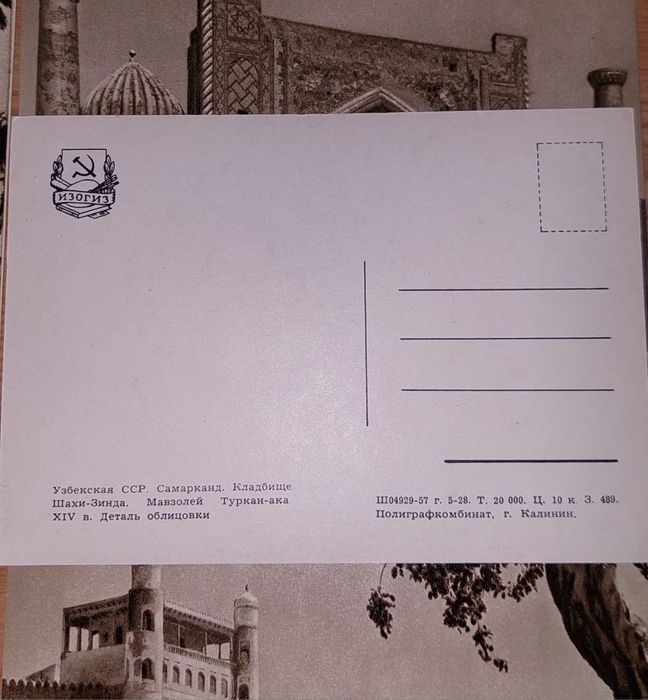 ИЗОГИЗ
Узбекская ССР. Самарканд. Кладбище
Шахи-Зинда. Мавзолей Туркан-ака
XIV в. Деталь облицовки
Ш04929-57 г. 5-28. Т. 20 000. Ц. 10 к. З. 489.
Полиграфкомбинат, г. Калинин.